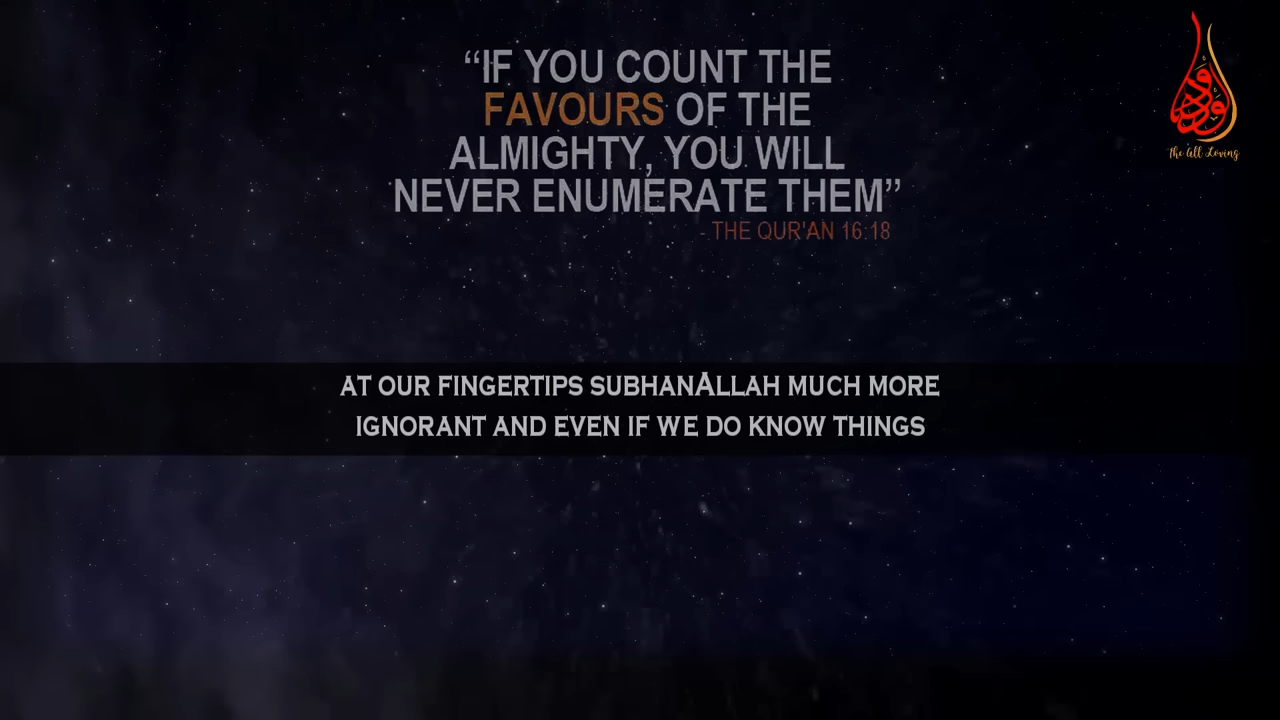 “IF YOU COUNT THE
FAVOURS OF THE
ALMIGHTY, YOU WILL
NEVER ENUMERATE THEM”
- THE QUR'AN 16:18
الودود
The All Loving
AT OUR FINGERTIPS SUBHANALLAH MUCH MORE
IGNORANT AND EVEN IF WE DO KNOW THINGS